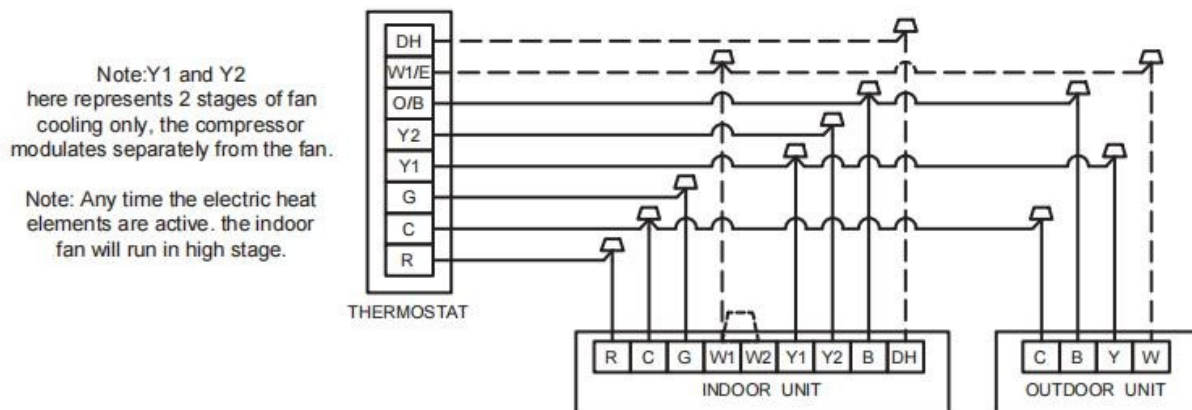 Note:Y1 and Y2
here represents 2 stages of fan
cooling only, the compressor
modulates separately from the fan.
Note: Any time the electric heat
elements are active. the indoor
fan will run in high stage.
DH
W1/E
O/B
Y2
Y1
G
C
R
THERMOSTAT
R C G W1 W2 Y1 Y2 B DH
INDOOR UNIT
C B Y W
OUTDOOR UNIT